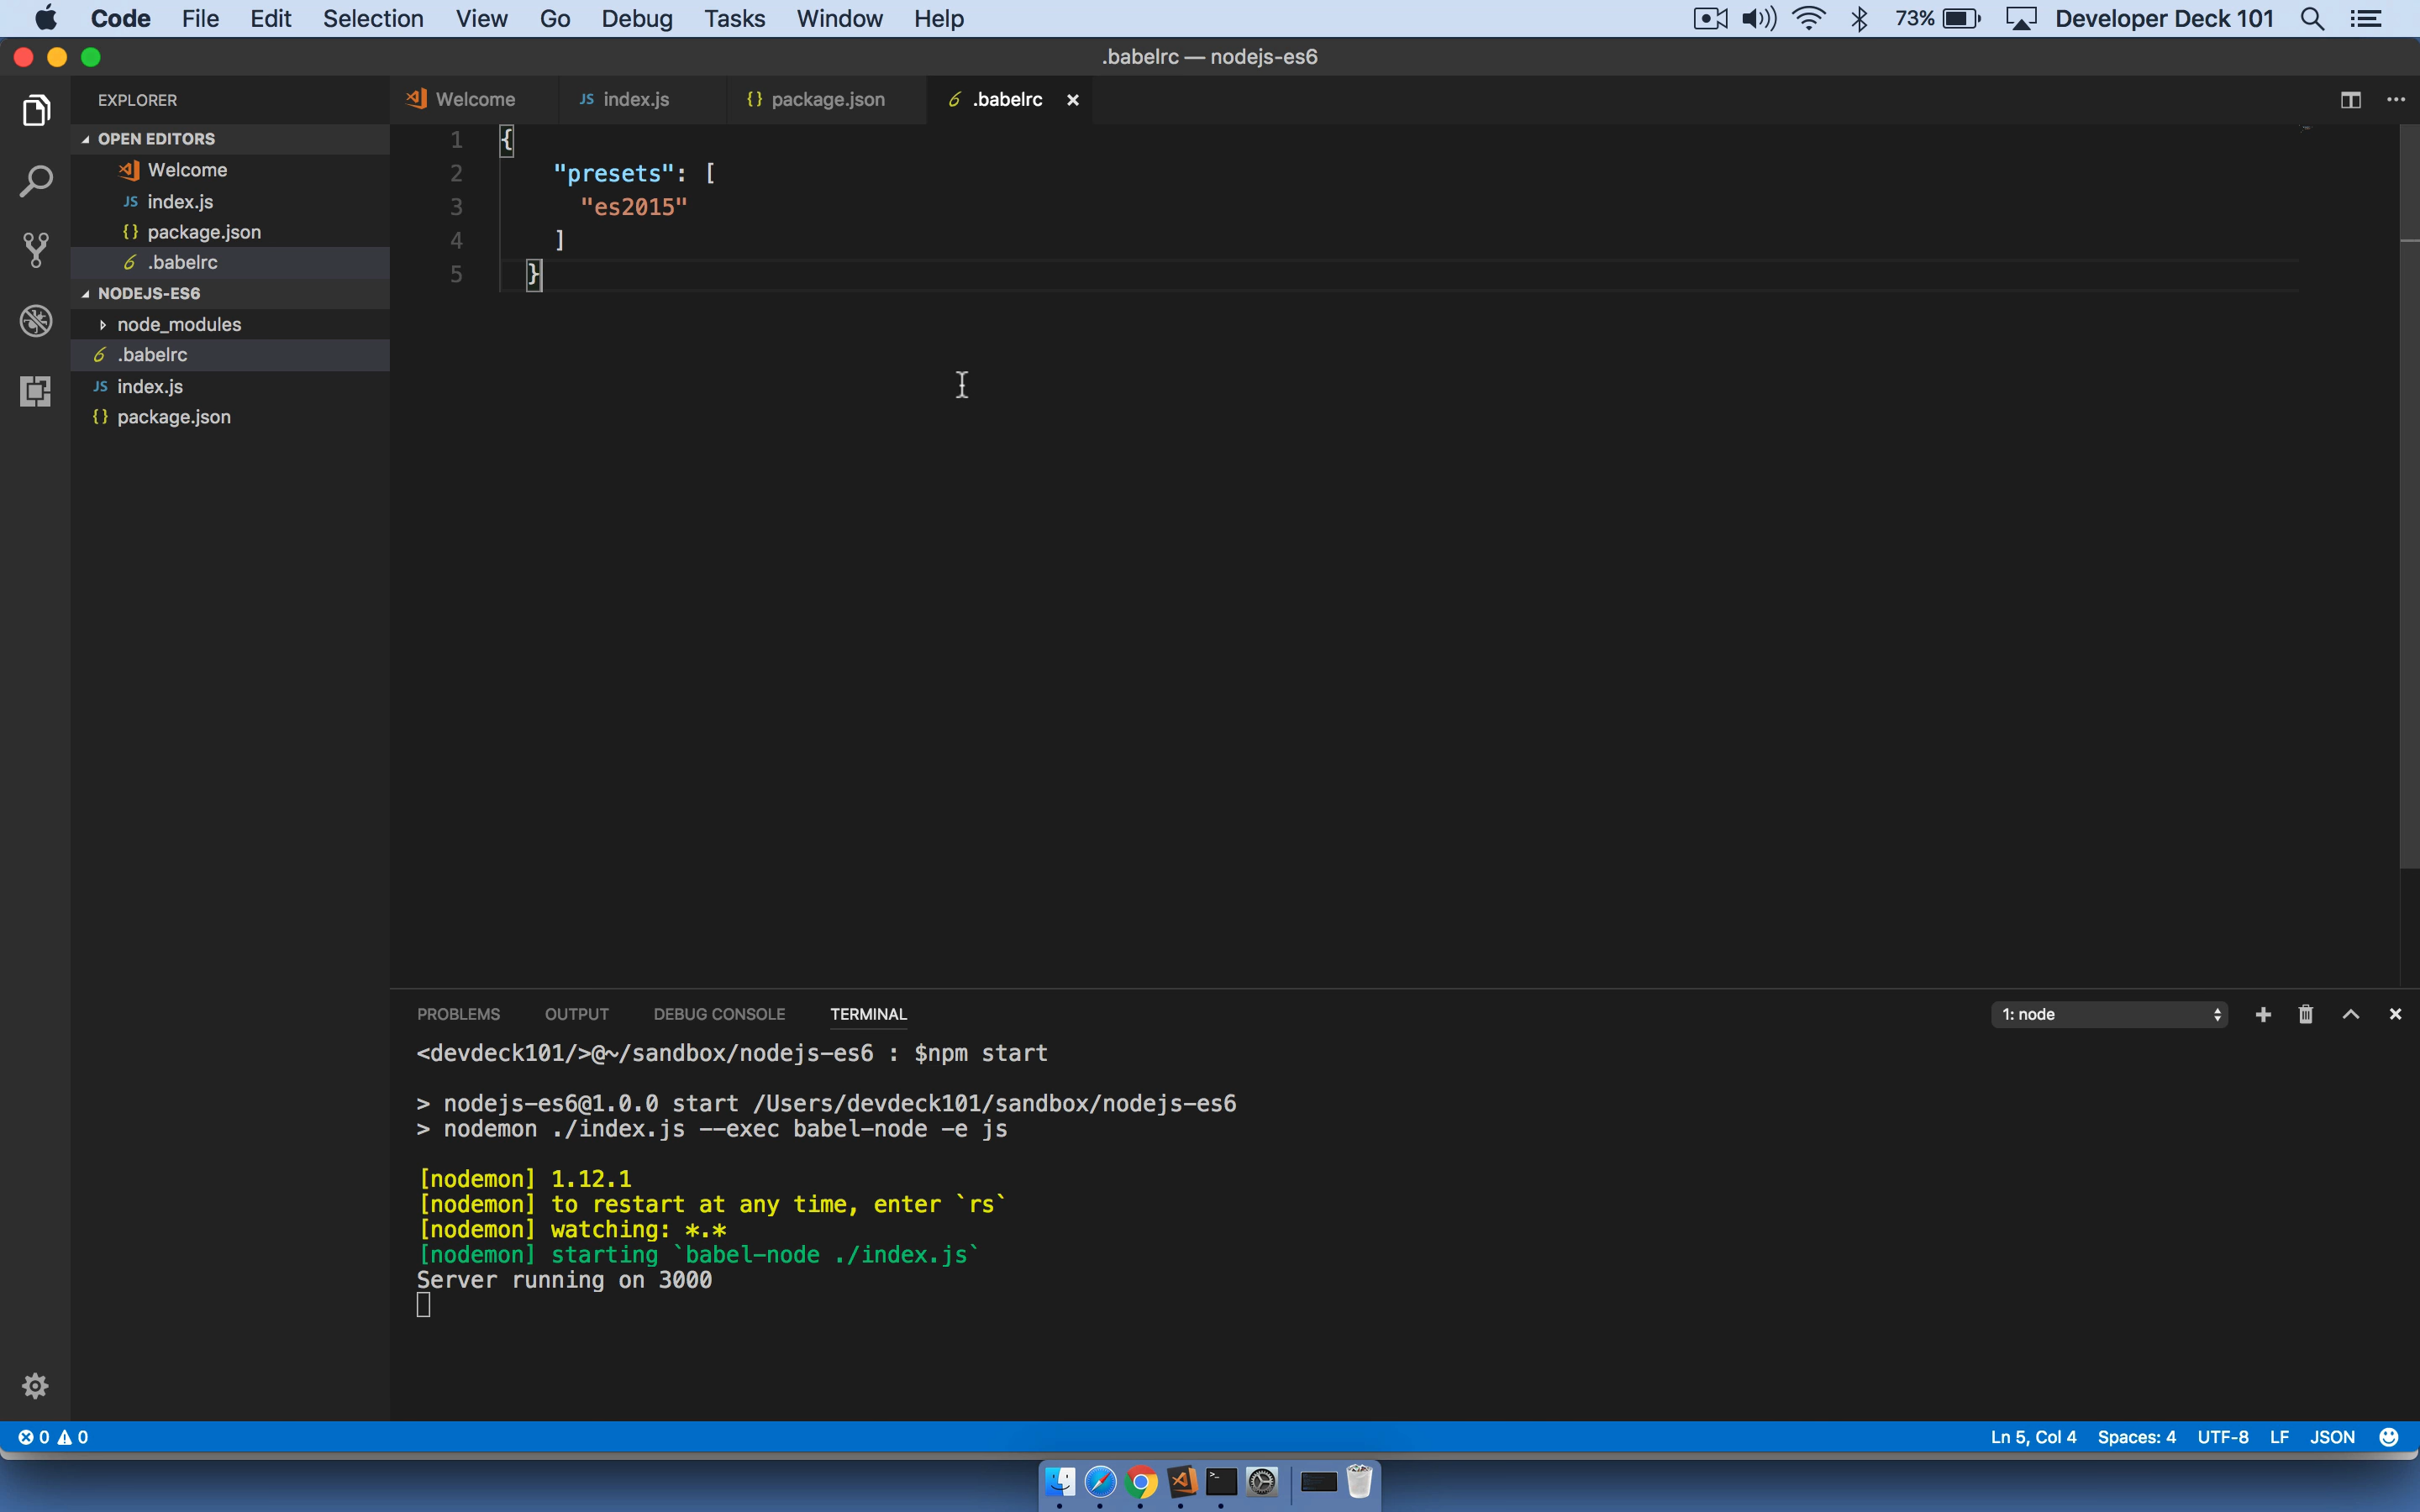 Code File Edit Selection View Go Debug Tasks Window Help 73% Developer Deck 101
.babelrc — nodejs-es6
EXPLORER
OPEN EDITORS
Welcome
JS index.js
{} package.json
6 .babelrc
NODEJS-ES6
node_modules
6 .babelrc
JS index.js
{} package.json
Welcome JS index.js {} package.json 6 .babelrc ×
1 {
2 "presets": [
3 "es2015"
4 ]
5 }
PROBLEMS OUTPUT DEBUG CONSOLE TERMINAL 1: node
<devdeck101/>@~/sandbox/nodejs-es6 : $npm start
> nodejs-es6@1.0.0 start /Users/devdeck101/sandbox/nodejs-es6
> nodemon ./index.js --exec babel-node -e js
[nodemon] 1.12.1
[nodemon] to restart at any time, enter `rs`
[nodemon] watching: *.*
[nodemon] starting `babel-node ./index.js`
Server running on 3000
0 0 Ln 5, Col 4 Spaces: 4 UTF-8 LF JSON